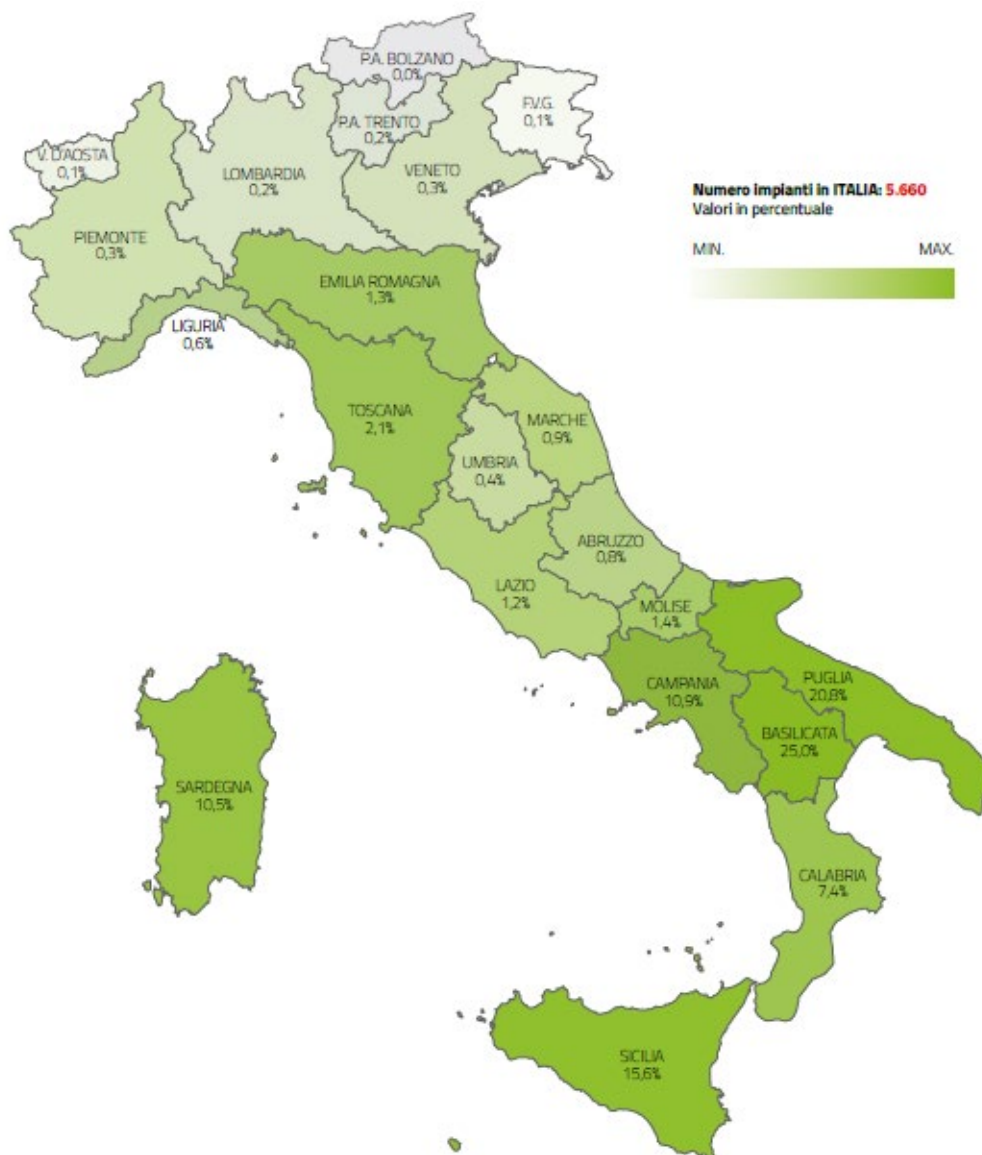 P.A. BOLZANO
0,0%
F.V.G.
0,1%
P.A. TRENTO
0,2%
V. D'AOSTA
0,1%
LOMBARDIA
0,2%
VENETO
0,3%
Numero impianti in ITALIA: 5.660
Valori in percentuale
MIN. MAX.
PIEMONTE
0,3%
EMILIA ROMAGNA
1,3%
LIGURIA
0,6%
TOSCANA
2,1%
MARCHE
0,9%
UMBRIA
0,4%
ABRUZZO
0,8%
LAZIO
1,2%
MOLISE
1,4%
CAMPANIA
10,9%
PUGLIA
20,8%
BASILICATA
25,0%
SARDEGNA
10,5%
CALABRIA
7,4%
SICILIA
15,6%